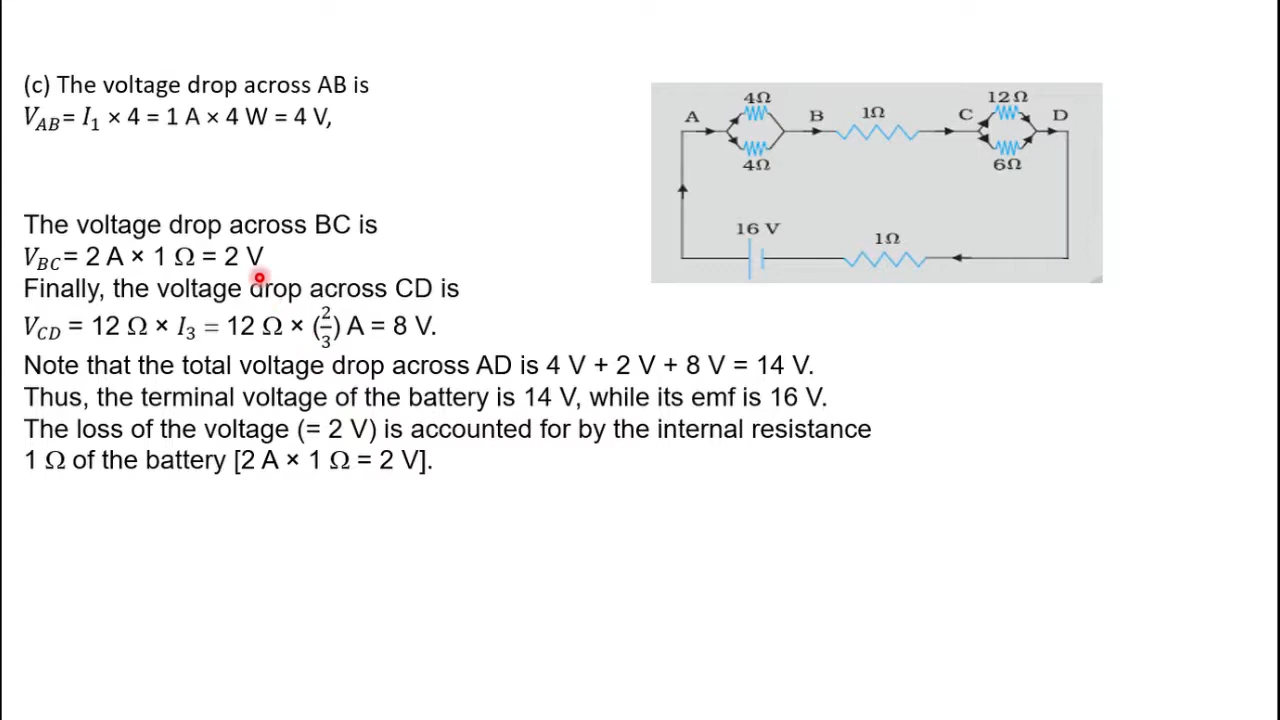 (c) The voltage drop across AB is
V_AB = I₁ × 4 = 1 A × 4 W = 4 V,
The voltage drop across BC is
V_BC = 2 A × 1 Ω = 2 V
Finally, the voltage drop across CD is
V_CD = 12 Ω × I₃ = 12 Ω × (2/3) A = 8 V.
Note that the total voltage drop across AD is 4 V + 2 V + 8 V = 14 V.
Thus, the terminal voltage of the battery is 14 V, while its emf is 16 V.
The loss of the voltage (= 2 V) is accounted for by the internal resistance
1 Ω of the battery [2 A × 1 Ω = 2 V].
4Ω 12Ω
A B 1Ω C D
4Ω 6Ω
16 V 1Ω